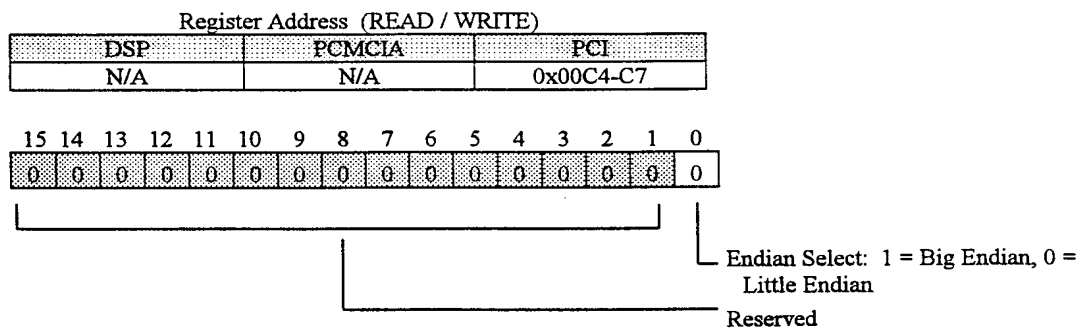 Register Address (READ / WRITE)
DSP PCMCIA PCI
N/A N/A 0x00C4-C7
15 14 13 12 11 10 9 8 7 6 5 4 3 2 1 0
0 0 0 0 0 0 0 0 0 0 0 0 0 0 0 0
Endian Select: 1 = Big Endian, 0 =
Little Endian
Reserved